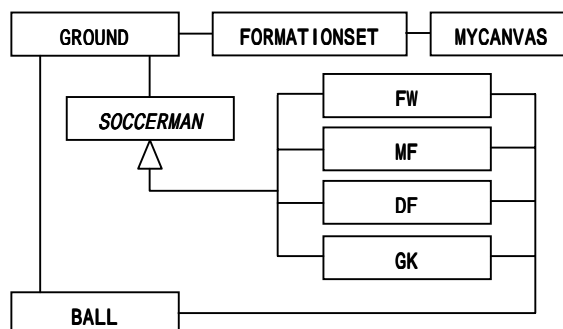 GROUND
FORMATIONSET
MYCANVAS
SOCCERMAN
FW
MF
DF
GK
BALL